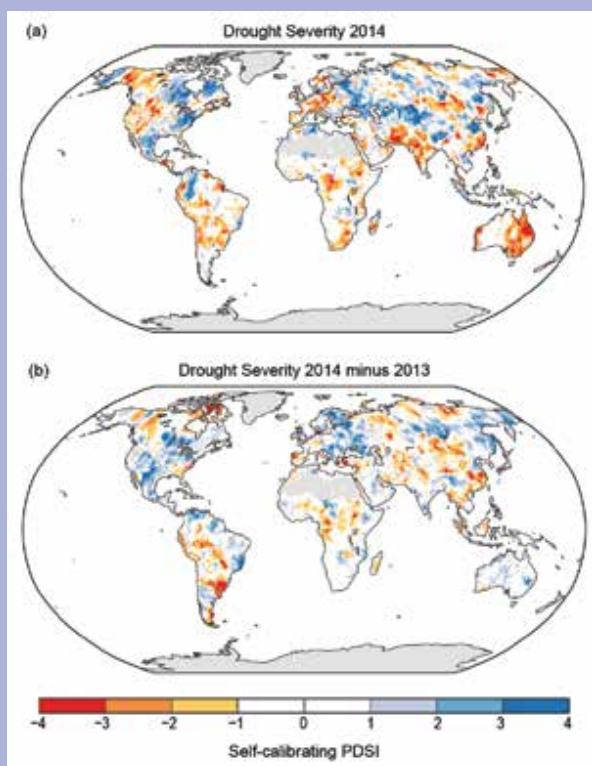 (a) Drought Severity 2014
(b) Drought Severity 2014 minus 2013
−4 −3 −2 −1 0 1 2 3 4
Self-calibrating PDSI